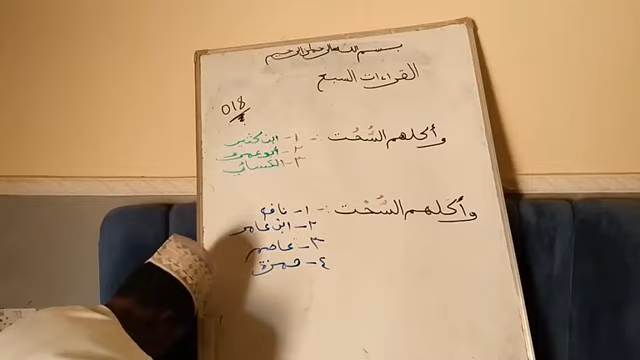 بسم الله الرحمن الرحيم
القراءات السبع
018
وأكلهم السُّحُت :- ١- ابن كثير
٢- أبو عمرو
٣- الكسائي
وأكلهم السُّحْت :- ١- نافع
٢- ابن عامر
٣- عاصم
٤- حمزة